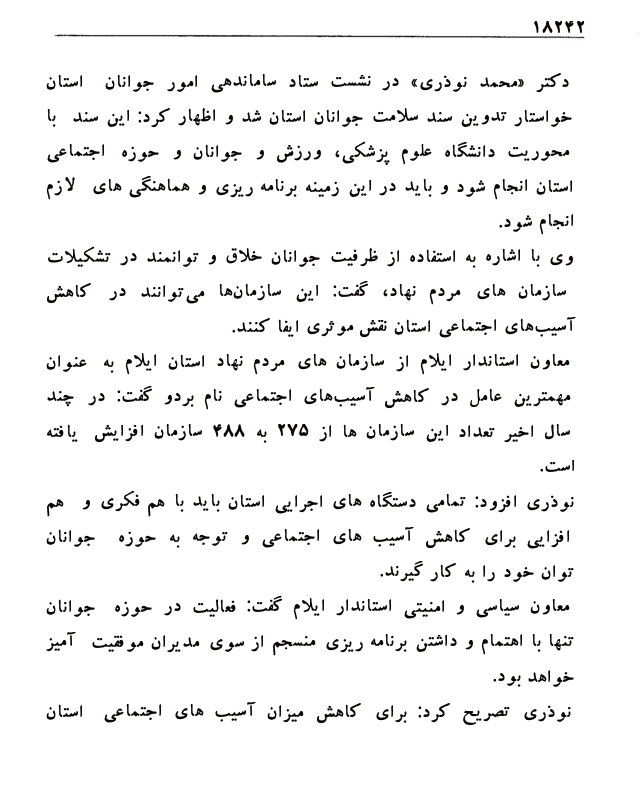 ۱۸۲۴۲
دکتر «محمد نوذری» در نشست ستاد ساماندهی امور جوانان استان
خواستار تدوین سند سلامت جوانان استان شد و اظهار کرد: این سند با
محوریت دانشگاه علوم پزشکی، ورزش و جوانان و حوزه اجتماعی
استان انجام شود و باید در این زمینه برنامه ریزی و هماهنگی های لازم
انجام شود.
وی با اشاره به استفاده از ظرفیت جوانان خلاق و توانمند در تشکیلات
سازمان های مردم نهاد، گفت: این سازمان‌ها می‌توانند در کاهش
آسیب‌های اجتماعی استان نقش موثری ایفا کنند.
معاون استاندار ایلام از سازمان های مردم نهاد استان ایلام به عنوان
مهمترین عامل در کاهش آسیب‌های اجتماعی نام بردو گفت: در چند
سال اخیر تعداد این سازمان ها از ۲۷۵ به ۴۸۸ سازمان افزایش یافته
است.
نوذری افزود: تمامی دستگاه های اجرایی استان باید با هم فکری و هم
افزایی برای کاهش آسیب های اجتماعی و توجه به حوزه جوانان
توان خود را به کار گیرند.
معاون سیاسی و امنیتی استاندار ایلام گفت: فعالیت در حوزه جوانان
تنها با اهتمام و داشتن برنامه ریزی منسجم از سوی مدیران موفقیت آمیز
خواهد بود.
نوذری تصریح کرد: برای کاهش میزان آسیب های اجتماعی استان